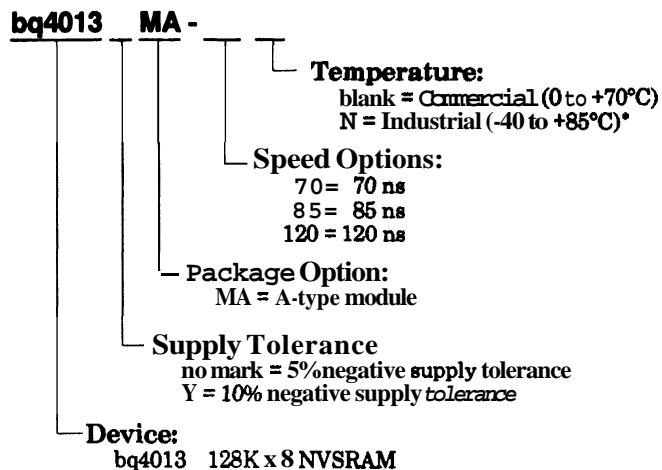 bq4013 MA -
Temperature:
blank = Commercial (0 to +70°C)
N = Industrial (-40 to +85°C)*
Speed Options:
70 = 70 ns
85 = 85 ns
120 = 120 ns
Package Option:
MA = A-type module
Supply Tolerance
no mark = 5% negative supply tolerance
Y = 10% negative supply tolerance
Device:
bq4013 128K x 8 NVSRAM